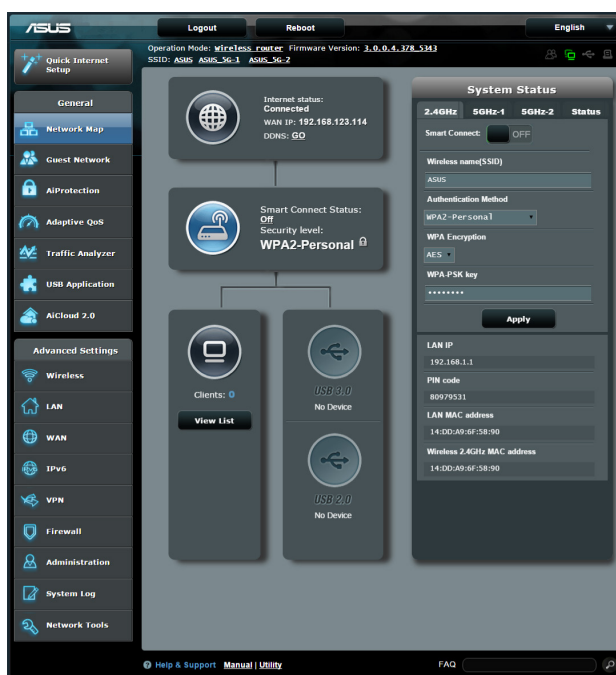 ASUS
Logout
Reboot
English
Operation Mode: Wireless router Firmware Version: 3.0.0.4.378_5343
SSID: ASUS ASUS_5G-1 ASUS_5G-2
Quick Internet
Setup
General
Network Map
Guest Network
AiProtection
Adaptive QoS
Traffic Analyzer
USB Application
AiCloud 2.0
Advanced Settings
Wireless
LAN
WAN
IPv6
VPN
Firewall
Administration
System Log
Network Tools
Internet status:
Connected
WAN IP: 192.168.123.114
DDNS: GO
Smart Connect Status:
Off
Security level:
WPA2-Personal
Clients: 0
View List
USB 3.0
No Device
USB 2.0
No Device
System Status
2.4GHz 5GHz-1 5GHz-2 Status
Smart Connect: OFF
Wireless name(SSID)
ASUS
Authentication Method
WPA2-Personal
WPA Encryption
AES
WPA-PSK key
••••••••
Apply
LAN IP
192.168.1.1
PIN code
80979531
LAN MAC address
14:DD:A9:6F:58:90
Wireless 2.4GHz MAC address
14:DD:A9:6F:58:90
Help & Support Manual | Utility
FAQ